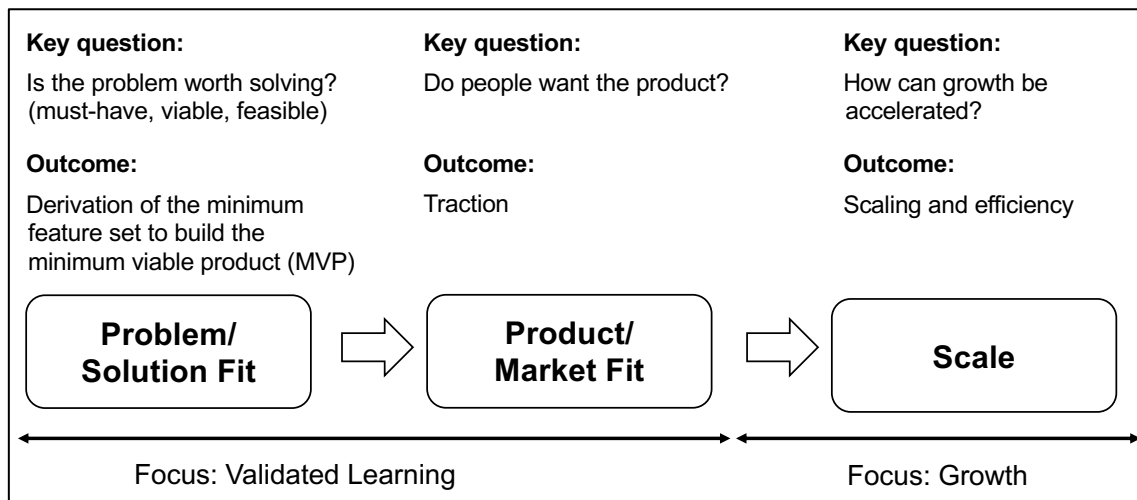 Key question:
Is the problem worth solving?
(must-have, viable, feasible)
Outcome:
Derivation of the minimum
feature set to build the
minimum viable product (MVP)
Problem/
Solution Fit
Key question:
Do people want the product?
Outcome:
Traction
Product/
Market Fit
Key question:
How can growth be
accelerated?
Outcome:
Scaling and efficiency
Scale
Focus: Validated Learning
Focus: Growth